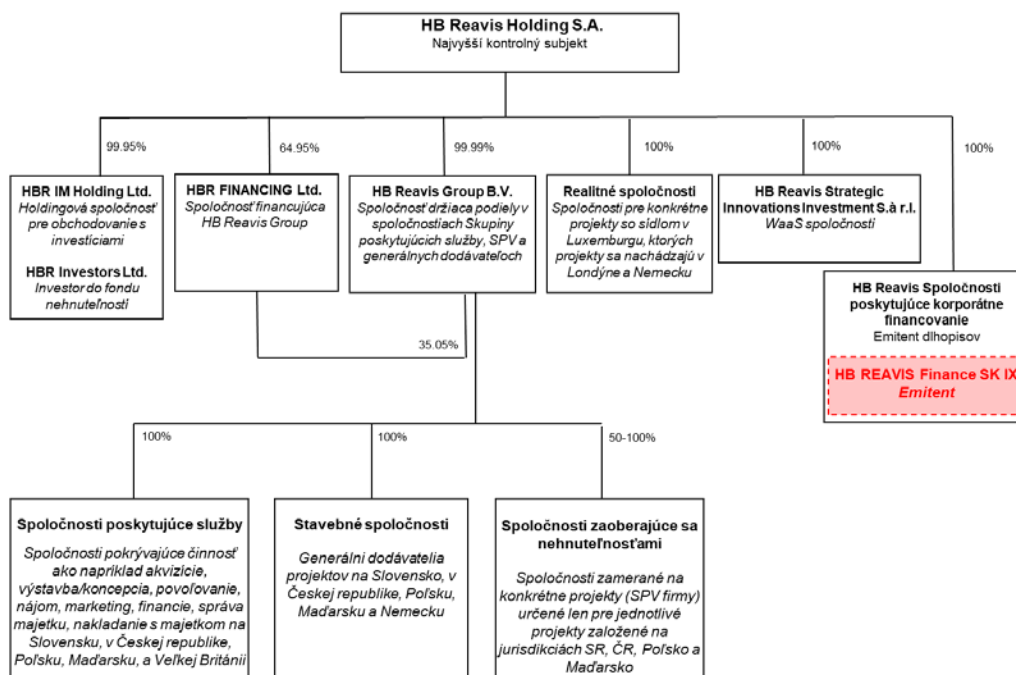 HB Reavis Holding S.A.
Najvyšší kontrolný subjekt
99.95%
64.95%
99.99%
100%
100%
100%
HBR IM Holding Ltd.
Holdingová spoločnosť
pre obchodovanie s
investíciami
HBR Investors Ltd.
Investor do fondu
nehnuteľností
HBR FINANCING Ltd.
Spoločnosť financujúca
HB Reavis Group
HB Reavis Group B.V.
Spoločnosť držiaca podiely v
spoločnostiach Skupiny
poskytujúcich služby, SPV a
generálnych dodávateľoch
Realitné spoločnosti
Spoločnosti pre konkrétne
projekty so sídlom v
Luxemburgu, ktorých
projekty sa nachádzajú v
Londýne a Nemecku
HB Reavis Strategic
Innovations Investment S.à r.l.
WaaS spoločnosti
HB Reavis Spoločnosti
poskytujúce korporátne
financovanie
Emitent dlhopisov
HB REAVIS Finance SK IX
Emitent
35.05%
100%
100%
50-100%
Spoločnosti poskytujúce služby
Spoločnosti pokrývajúce činnosť
ako napríklad akvizície,
výstavba/koncepcia, povoľovanie,
nájom, marketing, financie, správa
majetku, nakladanie s majetkom na
Slovensku, v Českej republike,
Poľsku, Maďarsku, a Veľkej Británii
Stavebné spoločnosti
Generálni dodávatelia
projektov na Slovensko, v
Českej republike, Poľsku,
Maďarsku a Nemecku
Spoločnosti zaoberajúce sa
nehnuteľnosťami
Spoločnosti zamerané na
konkrétne projekty (SPV firmy)
určené len pre jednotlivé
projekty založené na
jurisdikciách SR, ČR, Poľsko a
Maďarsko